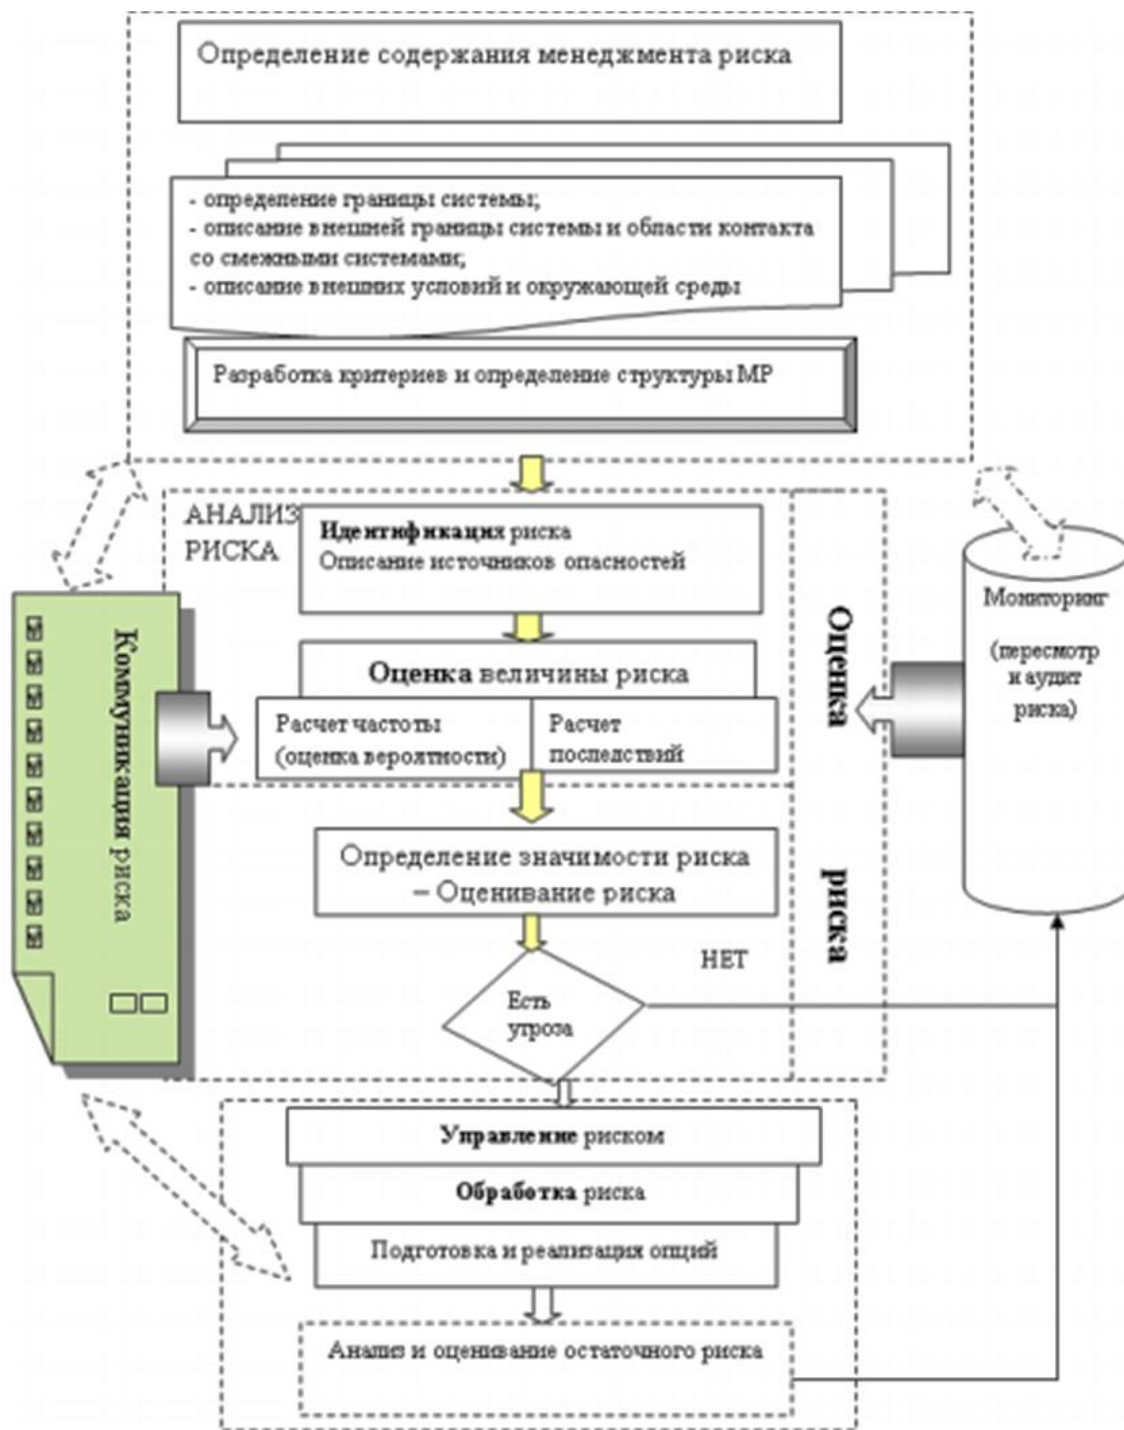 Определение содержания менеджмента риска
- определение границы системы;
- описание внешней границы системы и области контакта
со смежными системами;
- описание внешних условий и окружающей среды
Разработка критериев и определение структуры МР
АНАЛИЗ
РИСКА
Идентификация риска
Описание источников опасностей
Оценка величины риска
Расчет частоты
(оценка вероятности)
Расчет
последствий
Определение значимости риска
– Оценивание риска
НЕТ
Есть
угроза
Оценка риска
Коммуникация риска
Мониторинг
(пересмотр
и аудит
риска)
Управление риском
Обработка риска
Подготовка и реализация опций
Анализ и оценивание остаточного риска